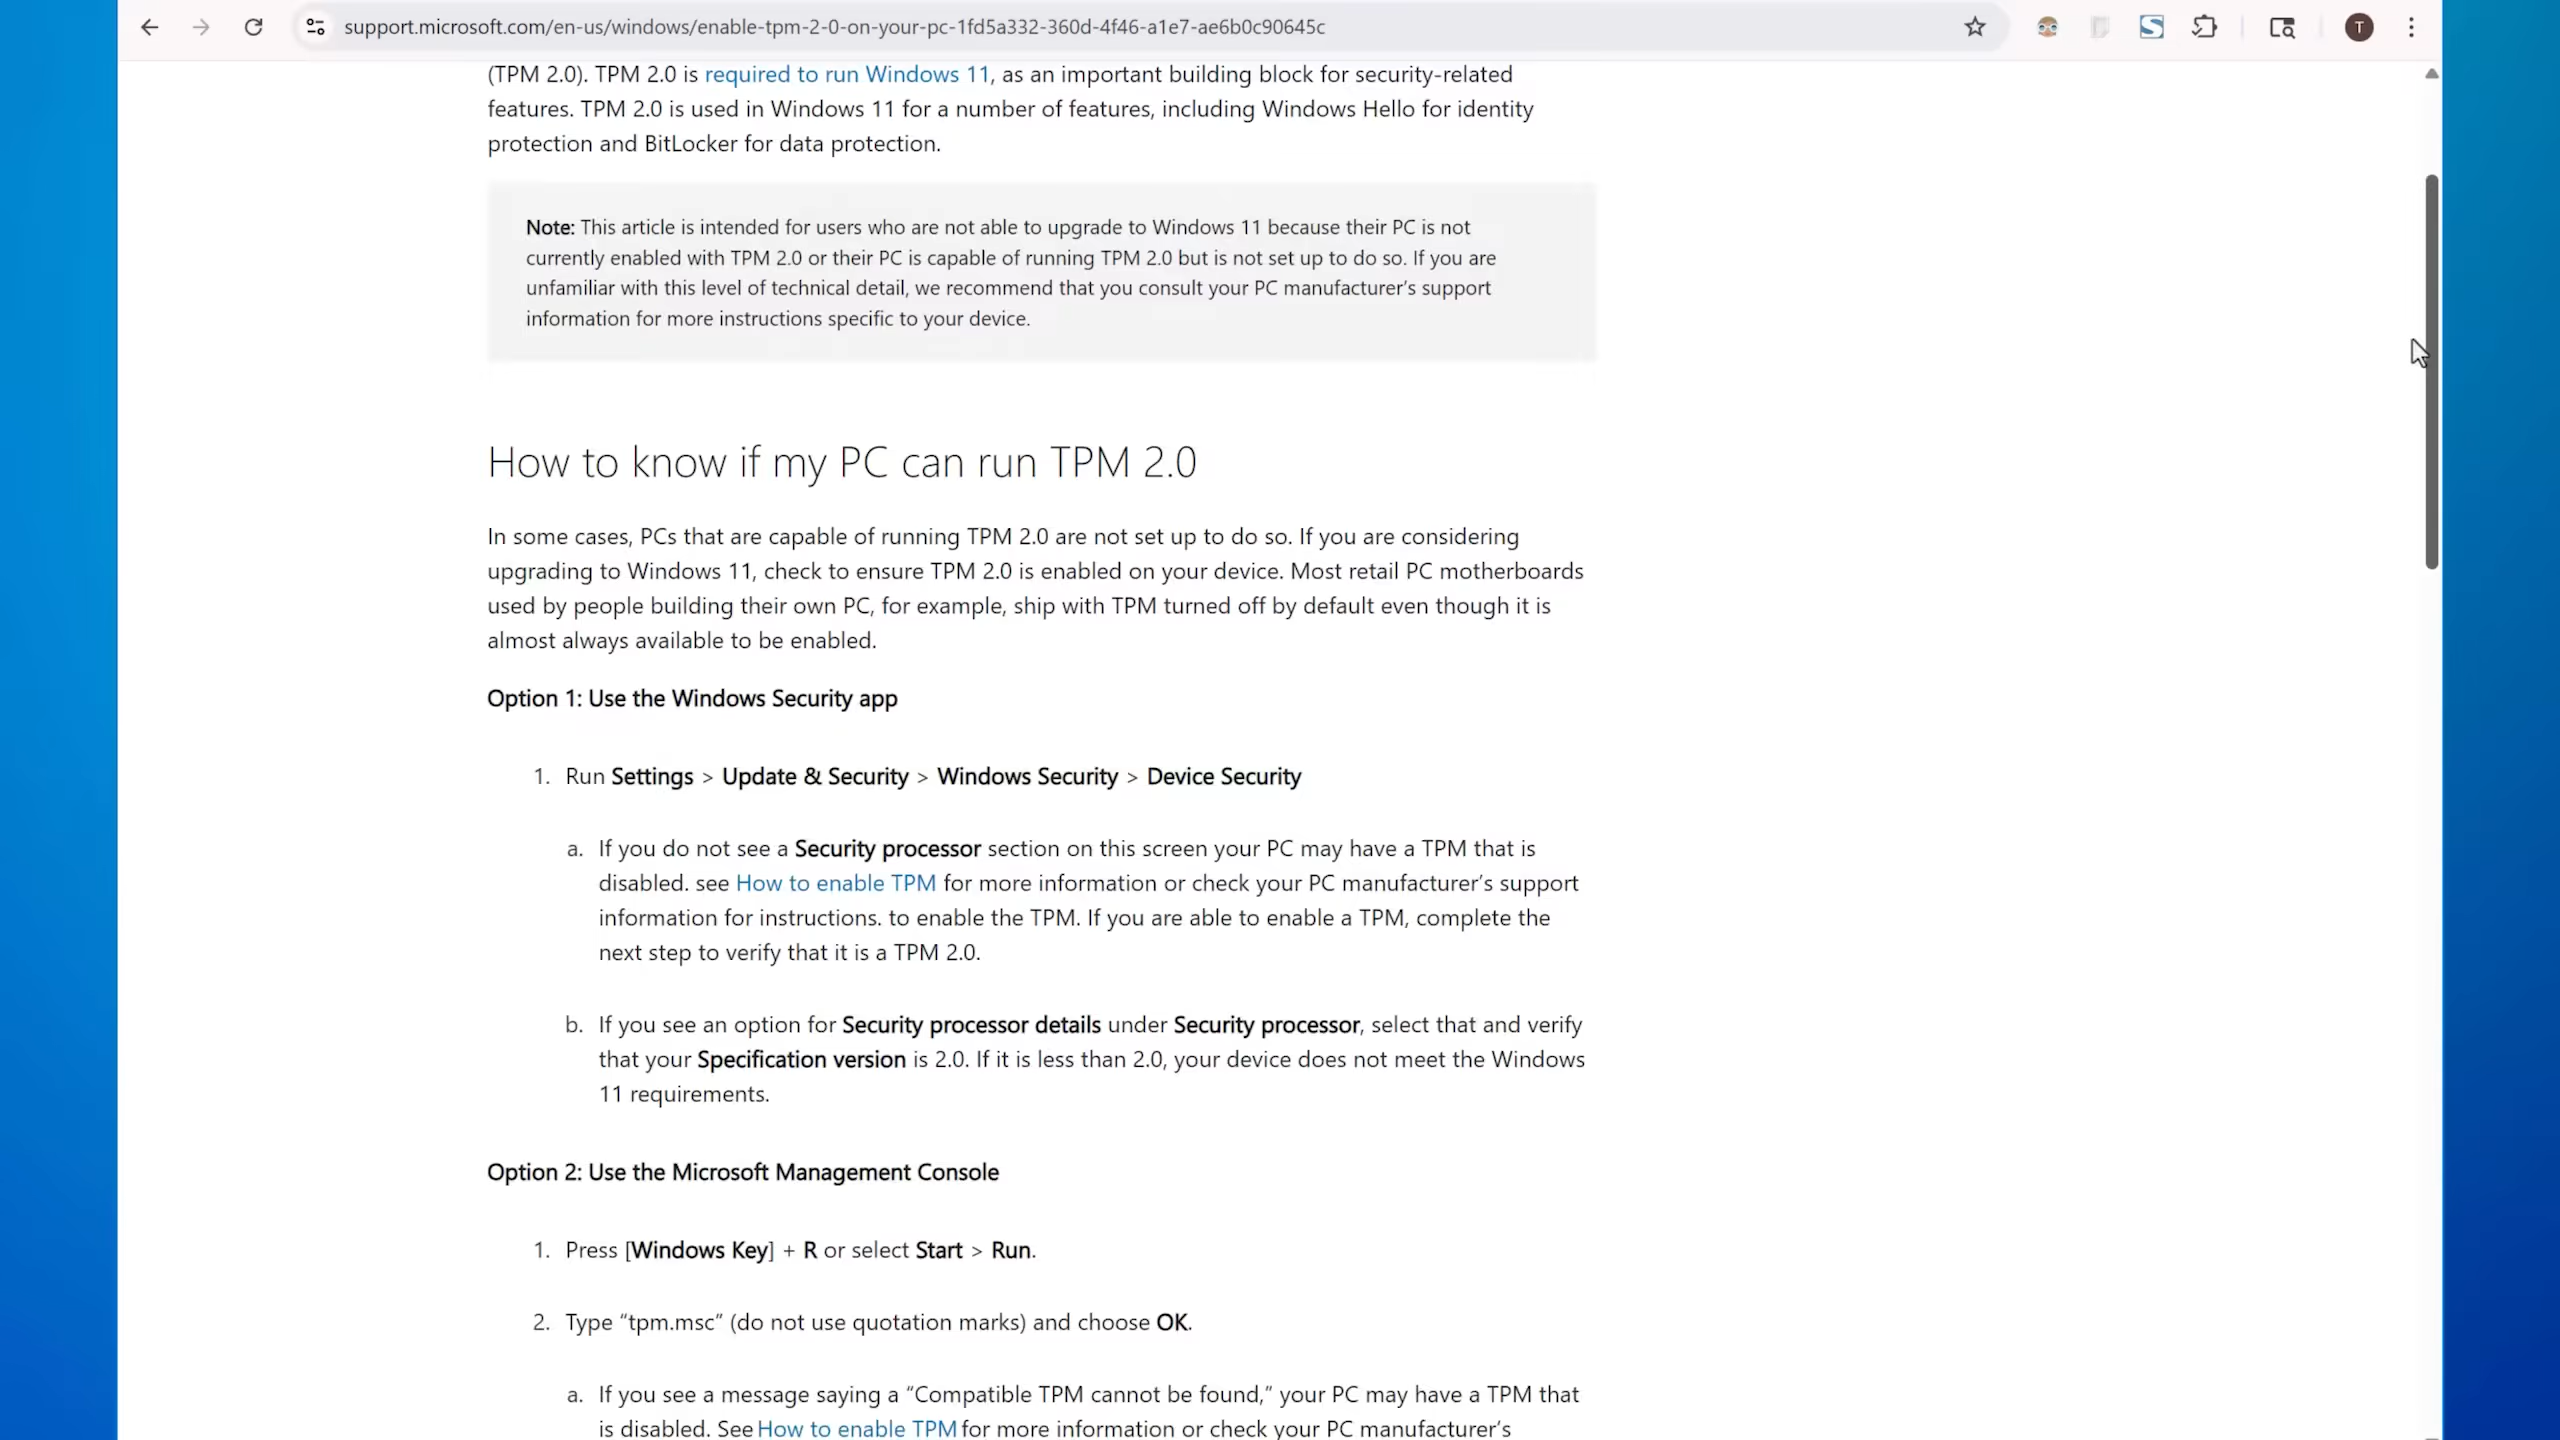 support.microsoft.com/en-us/windows/enable-tpm-2-0-on-your-pc-1fd5a332-360d-4f46-a1e7-ae6b0c90645c
T
(TPM 2.0). TPM 2.0 is required to run Windows 11, as an important building block for security-related
features. TPM 2.0 is used in Windows 11 for a number of features, including Windows Hello for identity
protection and BitLocker for data protection.
Note: This article is intended for users who are not able to upgrade to Windows 11 because their PC is not
currently enabled with TPM 2.0 or their PC is capable of running TPM 2.0 but is not set up to do so. If you are
unfamiliar with this level of technical detail, we recommend that you consult your PC manufacturer's support
information for more instructions specific to your device.
How to know if my PC can run TPM 2.0
In some cases, PCs that are capable of running TPM 2.0 are not set up to do so. If you are considering
upgrading to Windows 11, check to ensure TPM 2.0 is enabled on your device. Most retail PC motherboards
used by people building their own PC, for example, ship with TPM turned off by default even though it is
almost always available to be enabled.
Option 1: Use the Windows Security app
1. Run Settings > Update & Security > Windows Security > Device Security
a. If you do not see a Security processor section on this screen your PC may have a TPM that is
disabled. see How to enable TPM for more information or check your PC manufacturer's support
information for instructions. to enable the TPM. If you are able to enable a TPM, complete the
next step to verify that it is a TPM 2.0.
b. If you see an option for Security processor details under Security processor, select that and verify
that your Specification version is 2.0. If it is less than 2.0, your device does not meet the Windows
11 requirements.
Option 2: Use the Microsoft Management Console
1. Press [Windows Key] + R or select Start > Run.
2. Type “tpm.msc” (do not use quotation marks) and choose OK.
a. If you see a message saying a “Compatible TPM cannot be found,” your PC may have a TPM that
is disabled. See How to enable TPM for more information or check your PC manufacturer's